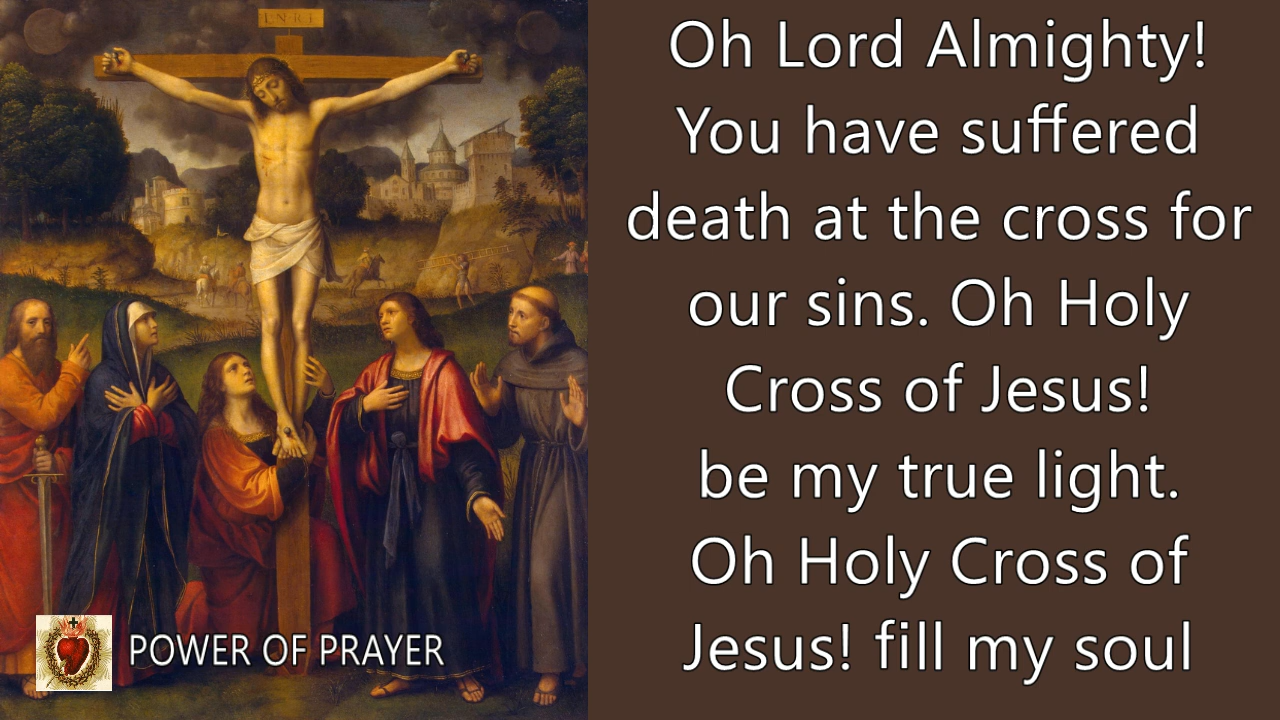 I.N.R.I
Oh Lord Almighty!
You have suffered
death at the cross for
our sins. Oh Holy
Cross of Jesus!
be my true light.
Oh Holy Cross of
Jesus! fill my soul
POWER OF PRAYER